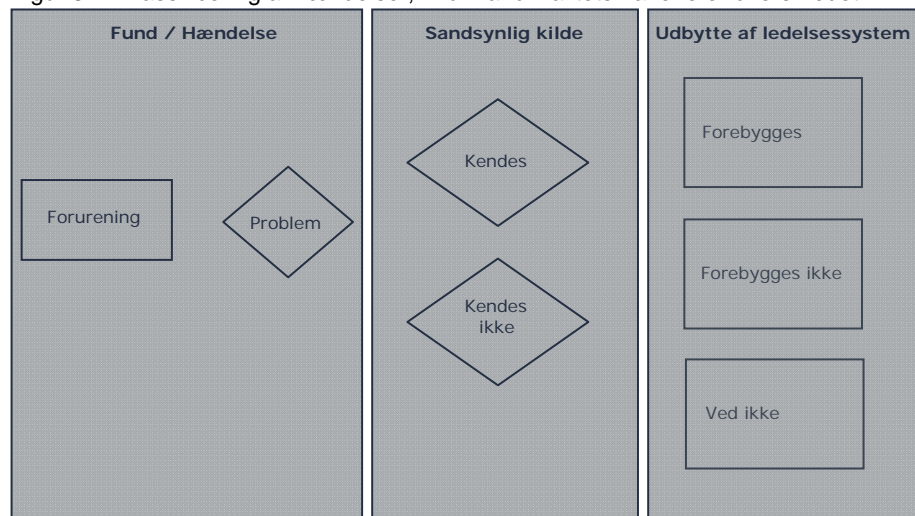 Fund / Hændelse
Forurening
Problem
Sandsynlig kilde
Kendes
Kendes
ikke
Udbytte af ledelsessystem
Forebygges
Forebygges ikke
Ved ikke